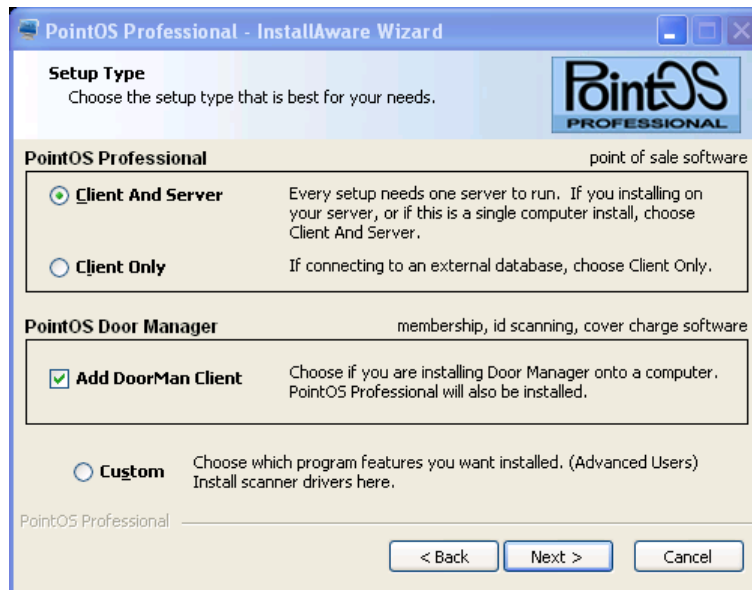 PointOS Professional - InstallAware Wizard
Setup Type
Choose the setup type that is best for your needs.
PointOS
PROFESSIONAL
PointOS Professional point of sale software
Client And Server Every setup needs one server to run. If you installing on
your server, or if this is a single computer install, choose
Client And Server.
Client Only If connecting to an external database, choose Client Only.
PointOS Door Manager membership, id scanning, cover charge software
Add DoorMan Client Choose if you are installing Door Manager onto a computer.
PointOS Professional will also be installed.
Custom Choose which program features you want installed. (Advanced Users)
Install scanner drivers here.
PointOS Professional
< Back Next > Cancel